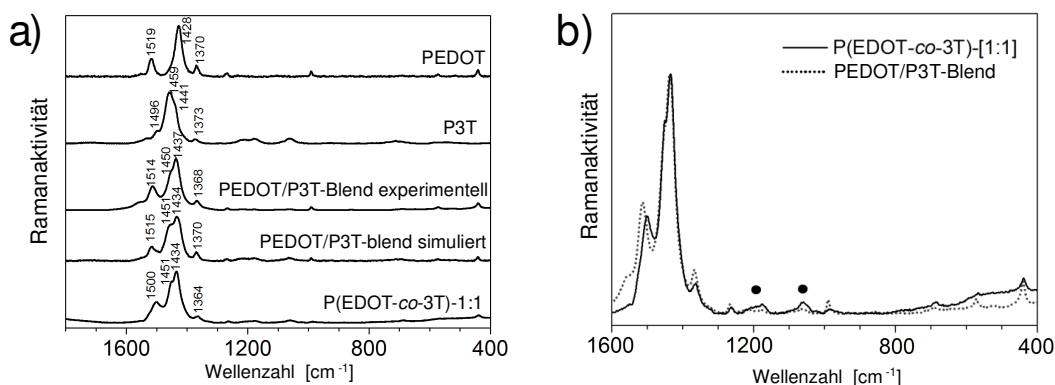 a)
Ramanaktivität
1519
1428
1370
PEDOT
1496
1459
1441
1373
P3T
1514
1450
1437
1368
PEDOT/P3T-Blend experimentell
1515
1451
1434
1370
PEDOT/P3T-blend simuliert
1500
1451
1434
1364
P(EDOT-co-3T)-1:1
1600 1200 800 400
Wellenzahl [cm⁻¹]
b)
Ramanaktivität
P(EDOT-co-3T)-[1:1]
PEDOT/P3T-Blend
1600 1200 800 400
Wellenzahl [cm⁻¹]